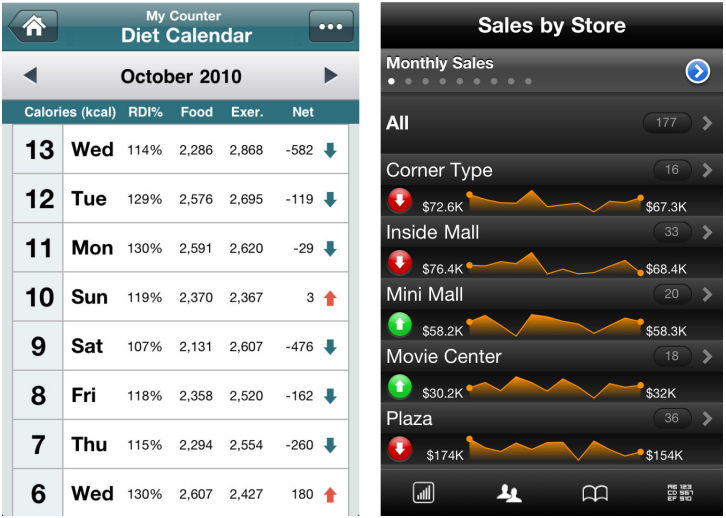 My Counter
Diet Calendar
October 2010
Calories (kcal) RDI% Food Exer. Net
13 Wed 114% 2,286 2,868 -582
12 Tue 129% 2,576 2,695 -119
11 Mon 130% 2,591 2,620 -29
10 Sun 119% 2,370 2,367 3
9 Sat 107% 2,131 2,607 -476
8 Fri 118% 2,358 2,520 -162
7 Thu 115% 2,294 2,554 -260
6 Wed 130% 2,607 2,427 180
Sales by Store
Monthly Sales
All 177
Corner Type 16
$72.6K $67.3K
Inside Mall 33
$76.4K $68.4K
Mini Mall 20
$58.2K $58.3K
Movie Center 18
$30.2K $32K
Plaza 36
$174K $154K